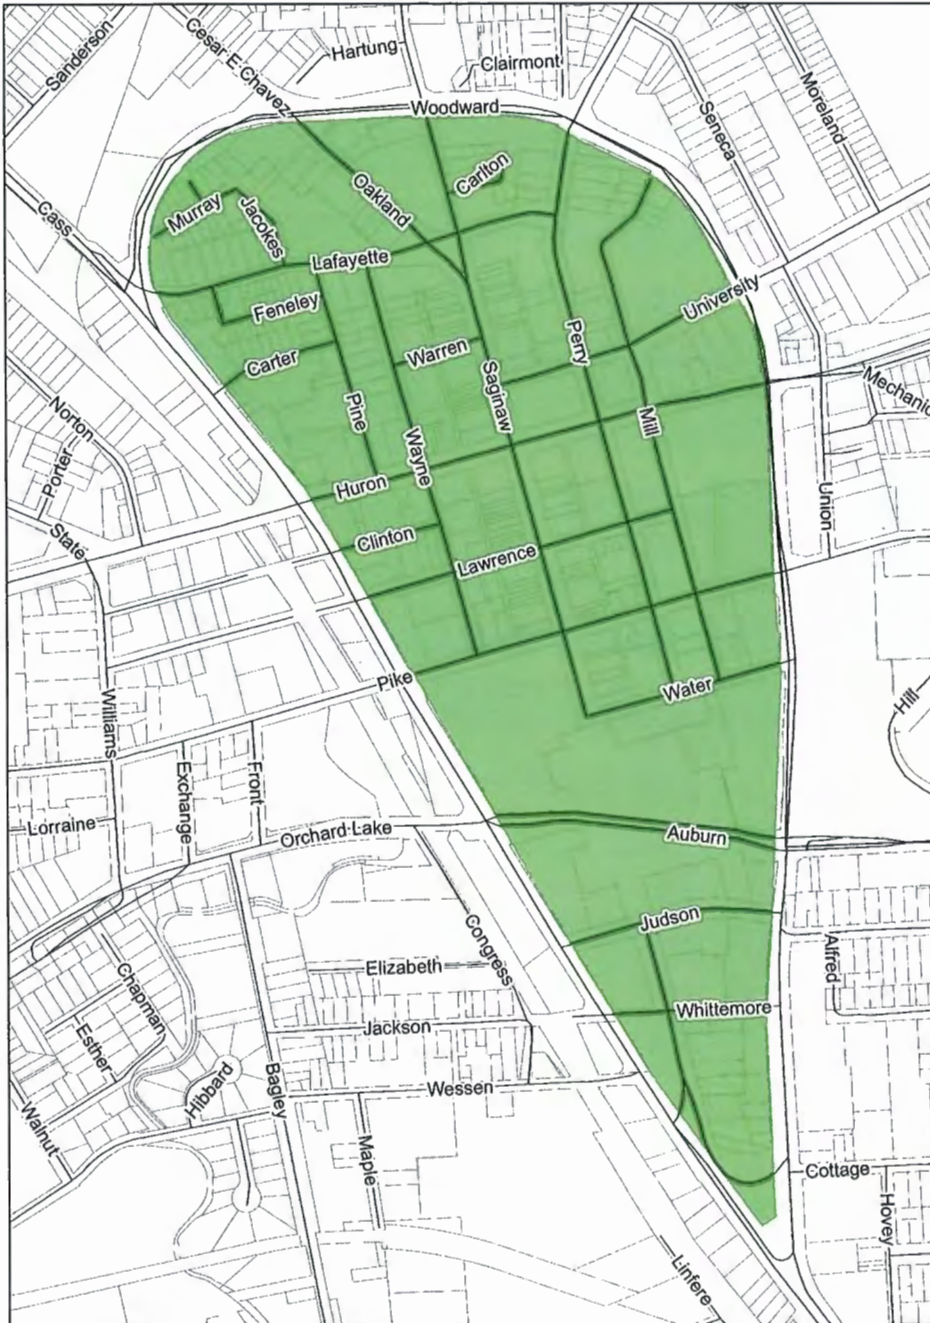 Sanderson
Cesar E Chavez
Hartung
Clairmont
Moreland
Woodward
Seneca
Carlton
Oakland
Murray
Jacokes
Cass
Lafayette
University
Feneley
Perry
Warren
Carter
Saginaw
Mechanic
Norton
Pine
Mill
Wayne
Porter
Huron
Union
State
Clinton
Lawrence
Pike
Water
Hill
Williams
Exchange
Front
Lorraine
Orchard Lake
Auburn
Judson
Congress
Alfred
Elizabeth
Chapman
Whittemore
Jackson
Esther
Hibbard
Bagley
Wessen
Walnut
Maple
Cottage
Hovey
Linfere